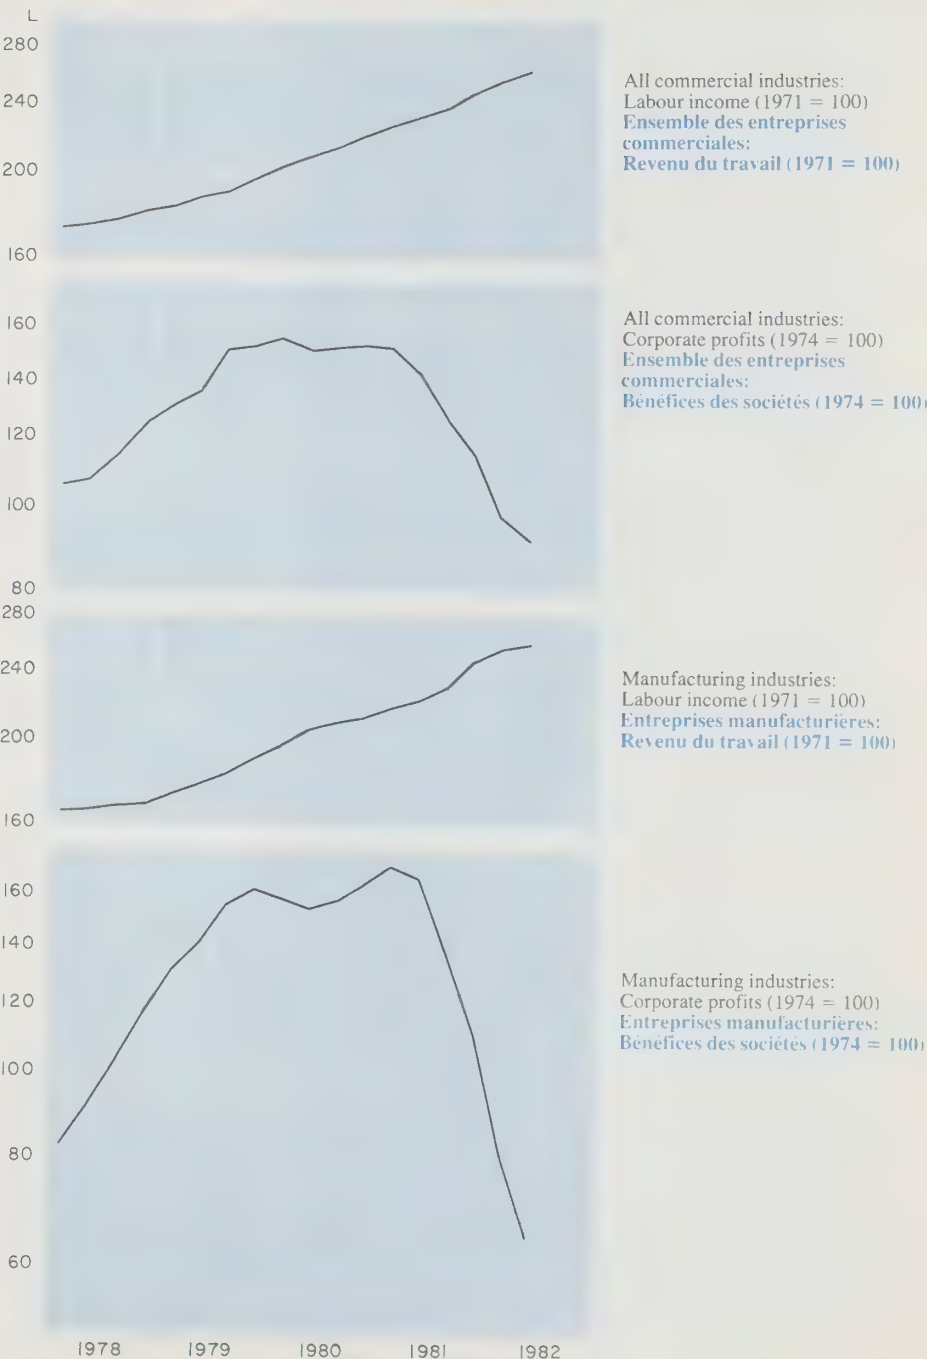 L
280
240
200
160
All commercial industries:
Labour income (1971 = 100)
Ensemble des entreprises
commerciales:
Revenu du travail (1971 = 100)
160
140
120
100
80
All commercial industries:
Corporate profits (1974 = 100)
Ensemble des entreprises
commerciales:
Bénéfices des sociétés (1974 = 100)
280
240
200
160
Manufacturing industries:
Labour income (1971 = 100)
Entreprises manufacturières:
Revenu du travail (1971 = 100)
160
140
120
100
80
60
Manufacturing industries:
Corporate profits (1974 = 100)
Entreprises manufacturières:
Bénéfices des sociétés (1974 = 100)
1978 1979 1980 1981 1982